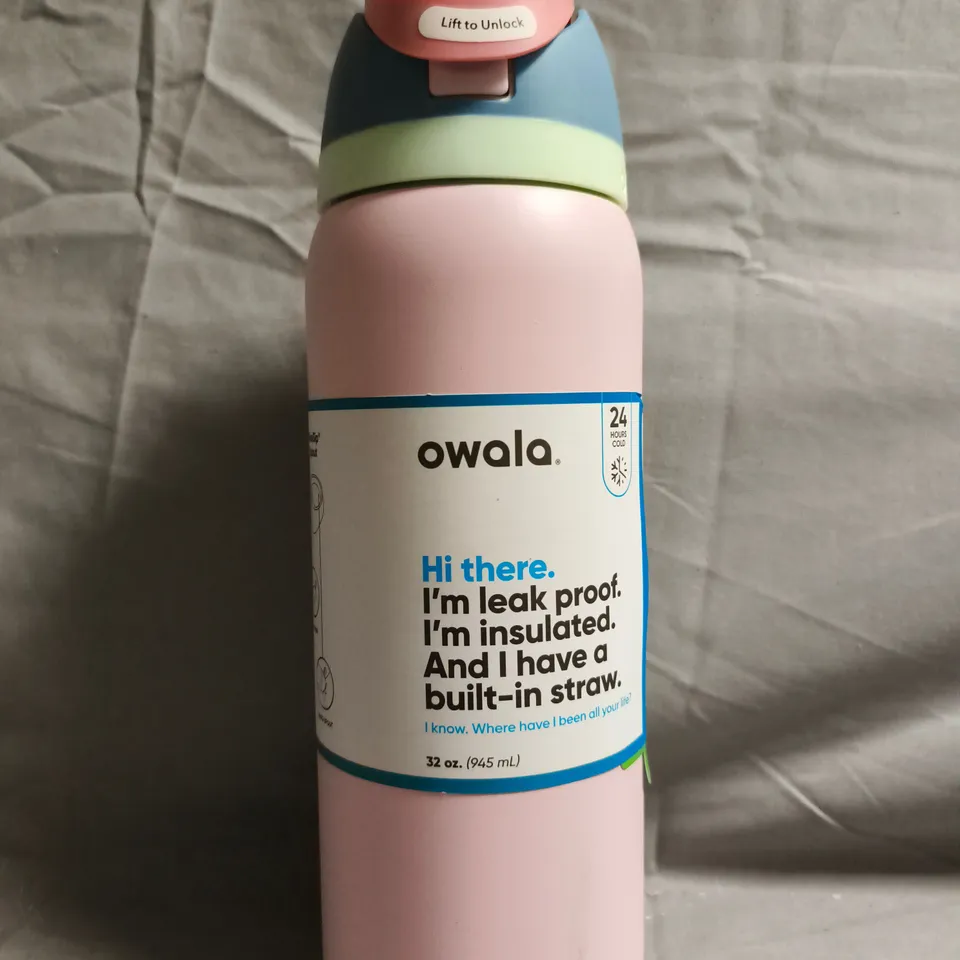 Lift to Unlock
owala®
24
HOURS
COLD
Hi there.
I'm leak proof.
I'm insulated.
And I have a
built-in straw.
I know. Where have I been all your life?
32 oz. (945 mL)